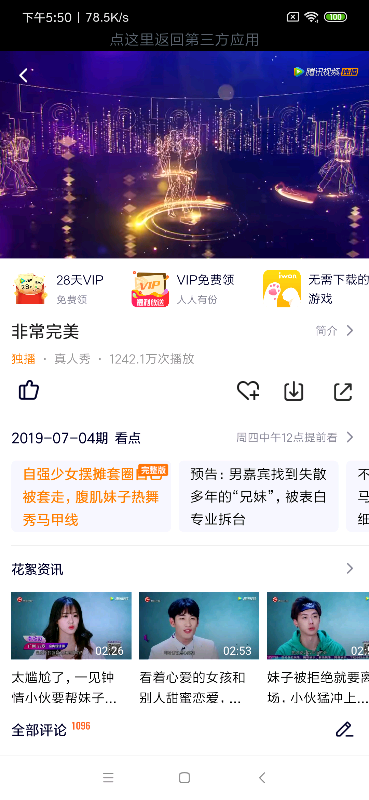 下午5:50 | 78.5K/s
100
点这里返回第三方应用
腾讯视频 独播
28天VIP
免费领
VIP
福利放送
VIP免费领
人人有份
无需下载的
游戏
非常完美
简介
独播 · 真人秀 · 1242.1万次播放
2019-07-04期 看点
周四中午12点提前看
完整版
自强少女摆摊套圈自己
被套走，腹肌妹子热舞
秀马甲线
预告：男嘉宾找到失散
多年的“兄妹”，被表白
专业拆台
花絮资讯
02:26
02:53
太尴尬了，一见钟
情小伙要帮妹子...
看着心爱的女孩和
别人甜蜜恋爱，...
妹子被拒绝就要离
场，小伙猛冲上...
全部评论 1096